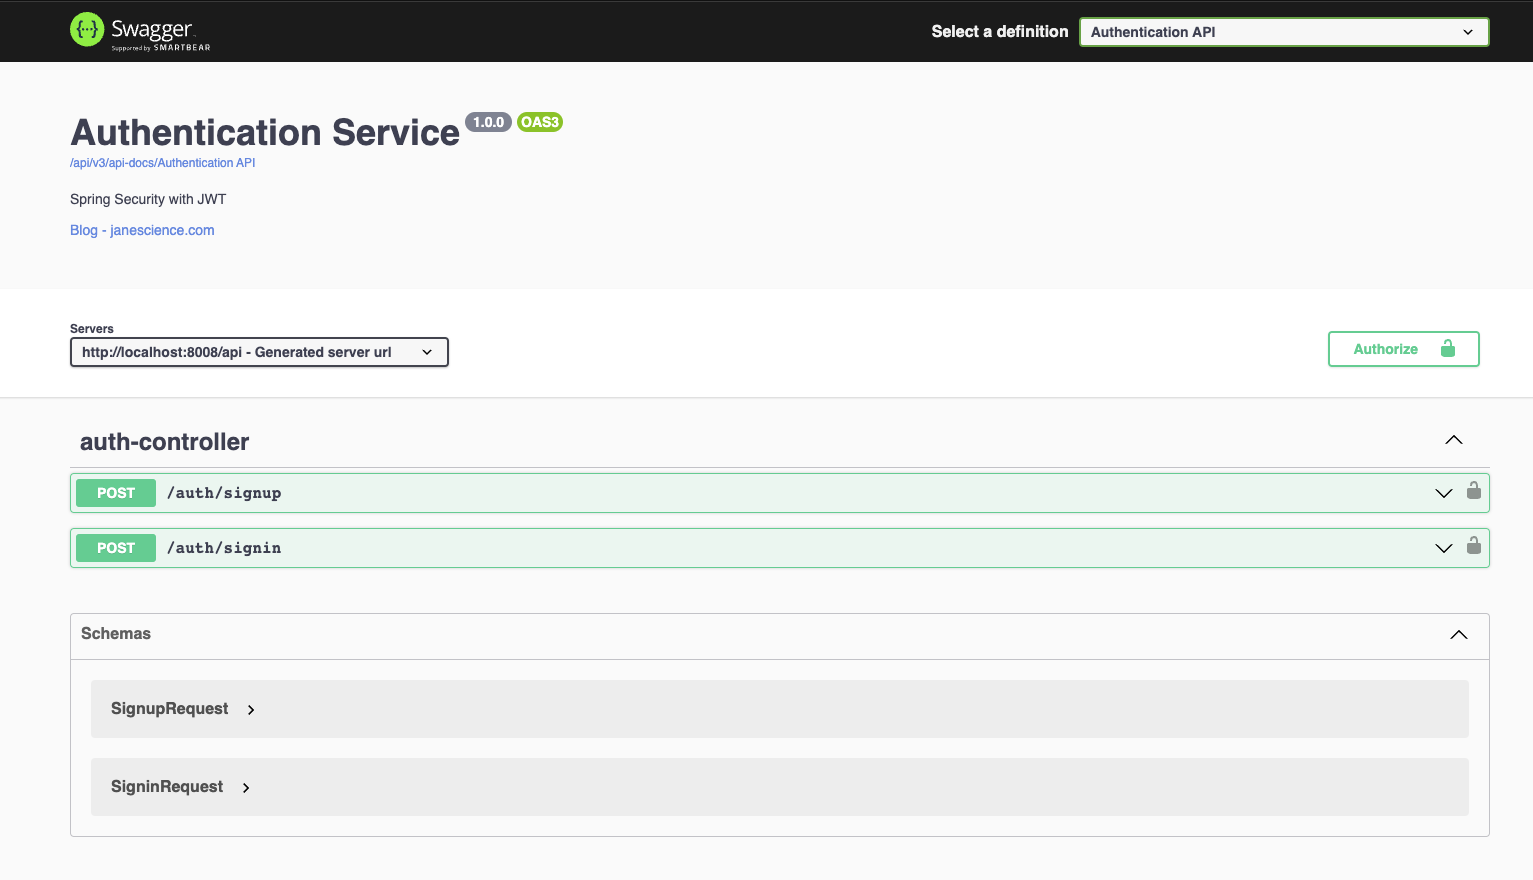 Swagger
Supported by SMARTBEAR
Select a definition
Authentication API
Authentication Service 1.0.0 OAS3
/api/v3/api-docs/Authentication API
Spring Security with JWT
Blog - janescience.com
Servers
http://localhost:8008/api - Generated server url
Authorize
auth-controller
POST /auth/signup
POST /auth/signin
Schemas
SignupRequest
SigninRequest